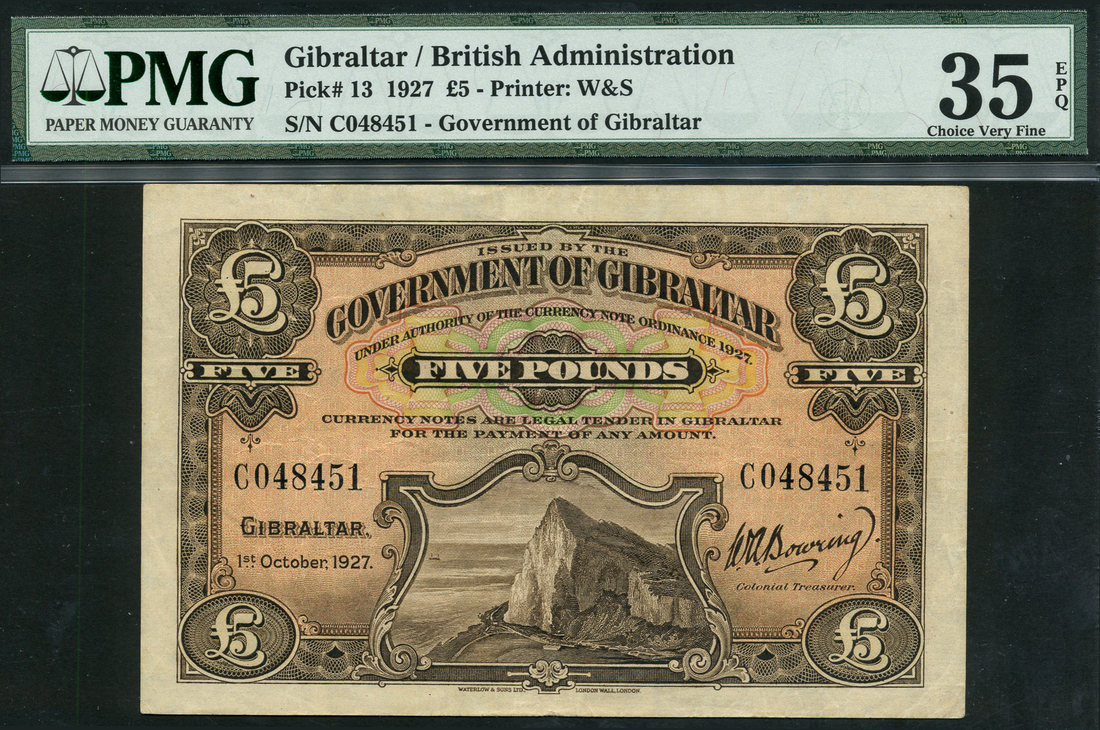 PMG
PAPER MONEY GUARANTY
Gibraltar / British Administration
Pick# 13 1927 £5 - Printer: W&S
S/N C048451 - Government of Gibraltar
35
EPQ
Choice Very Fine
ISSUED BY THE
GOVERNMENT OF GIBRALTAR
UNDER AUTHORITY OF THE CURRENCY NOTE ORDINANCE 1927.
£5
£5
FIVE
FIVE POUNDS
FIVE
CURRENCY NOTES ARE LEGAL TENDER IN GIBRALTAR
FOR THE PAYMENT OF ANY AMOUNT.
C048451
C048451
GIBRALTAR,
1st October, 1927.
W R Bowring.
Colonial Treasurer.
£5
£5
WATERLOW & SONS LTD. LONDON WALL, LONDON.